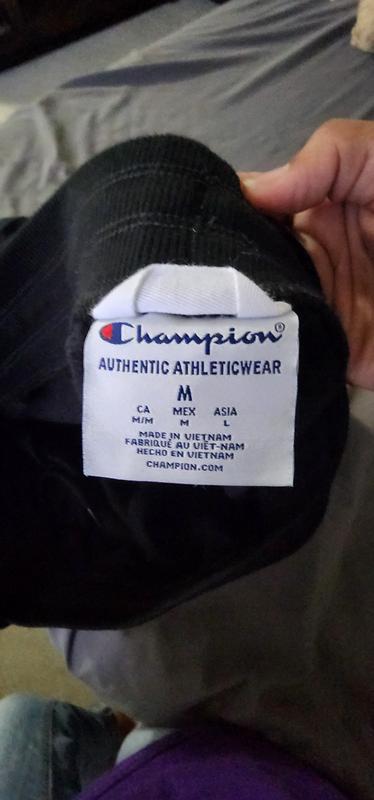 Champion®
AUTHENTIC ATHLETICWEAR
M
CA MEX ASIA
M/M M L
MADE IN VIETNAM
FABRIQUÉ AU VIÊT-NAM
HECHO EN VIETNAM
CHAMPION.COM